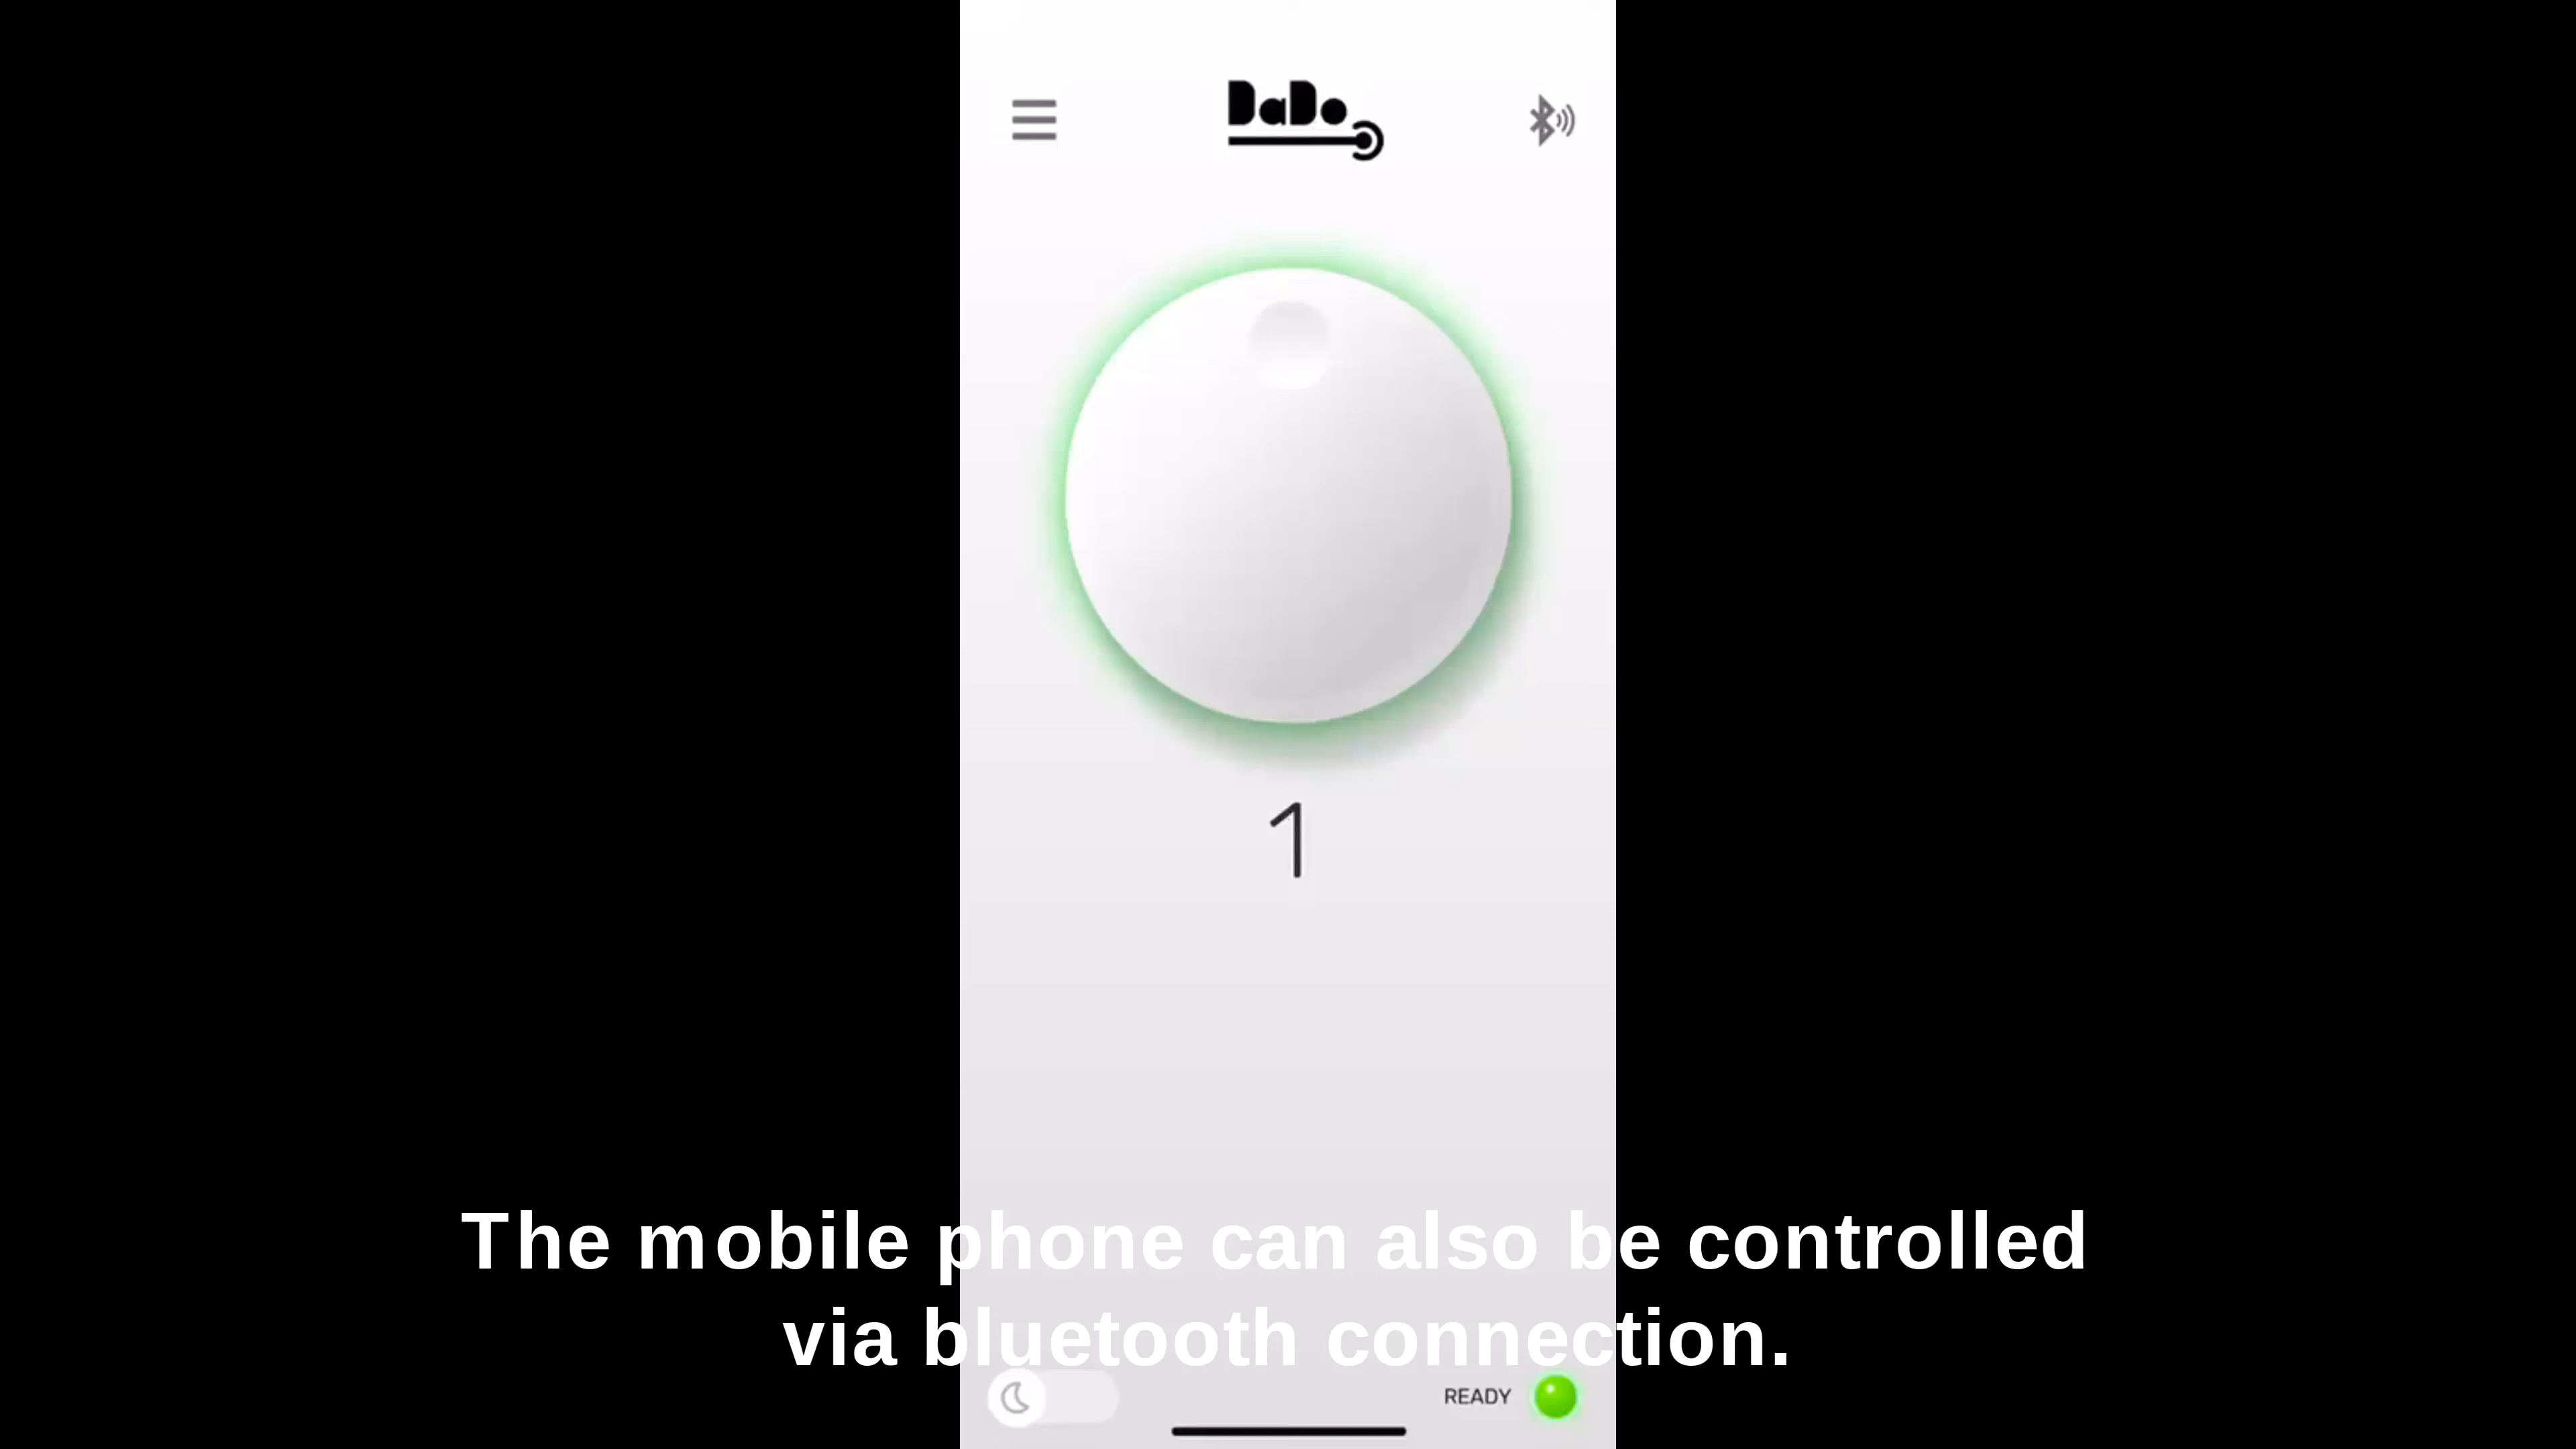 DaDo
1
The mobile phone can also be controlled
via bluetooth connection.
READY